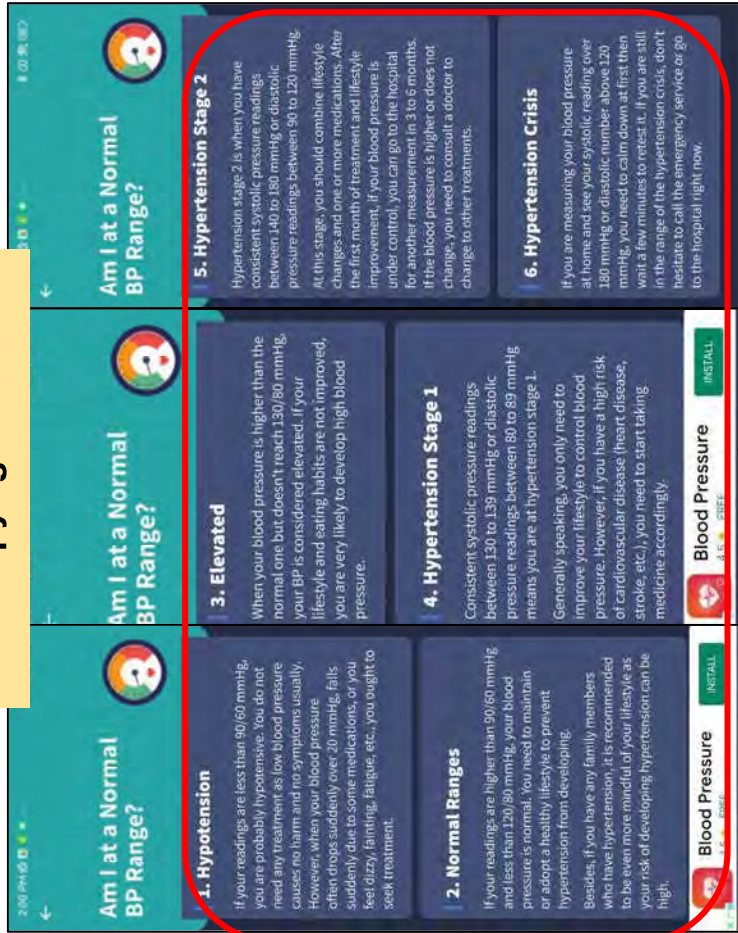 2:00 PM
Am I at a Normal
BP Range?
1. Hypotension
If your readings are less than 90/60 mmHg,
you are probably hypotensive. You do not
need any treatment as low blood pressure
causes no harm and no symptoms usually.
However, when your blood pressure
often drops suddenly over 20 mmHg, falls
suddenly due to some medications, or you
feel dizzy, fainting, fatigue, etc., you ought to
seek treatment.
2. Normal Ranges
If your readings are higher than 90/60 mmHg
and less than 120/80 mmHg, your blood
pressure is normal. You need to maintain
or adopt a healthy lifestyle to prevent
hypertension from developing.
Besides, if you have any family members
who have hypertension, it is recommended
to be even more mindful of your lifestyle as
your risk of developing hypertension can be
high.
Blood Pressure
4.5 ★ FREE
INSTALL
Am I at a Normal
BP Range?
3. Elevated
When your blood pressure is higher than the
normal one but doesn't reach 130/80 mmHg,
your BP is considered elevated. If your
lifestyle and eating habits are not improved,
you are very likely to develop high blood
pressure.
4. Hypertension Stage 1
Consistent systolic pressure readings
between 130 to 139 mmHg or diastolic
pressure readings between 80 to 89 mmHg
means you are at hypertension stage 1.
Generally speaking, you only need to
improve your lifestyle to control blood
pressure. However, if you have a high risk
of cardiovascular disease (heart disease,
stroke, etc.), you need to start taking
medicine accordingly.
Blood Pressure
4.5 ★ FREE
INSTALL
Am I at a Normal
BP Range?
5. Hypertension Stage 2
Hypertension stage 2 is when you have
consistent systolic pressure readings
between 140 to 180 mmHg or diastolic
pressure readings between 90 to 120 mmHg.
At this stage, you should combine lifestyle
changes and one or more medications. After
the first month of treatment and lifestyle
improvement, if your blood pressure is
under control, you can go to the hospital
for another measurement in 3 to 6 months.
If the blood pressure is higher or does not
change, you need to consult a doctor to
change to other treatments.
6. Hypertension Crisis
If you are measuring your blood pressure
at home and see your systolic reading over
180 mmHg or diastolic number above 120
mmHg, you need to calm down at first then
wait a few minutes to retest it. If you are still
in the range of the hypertension crisis, don't
hesitate to call the emergency service or go
to the hospital right now.